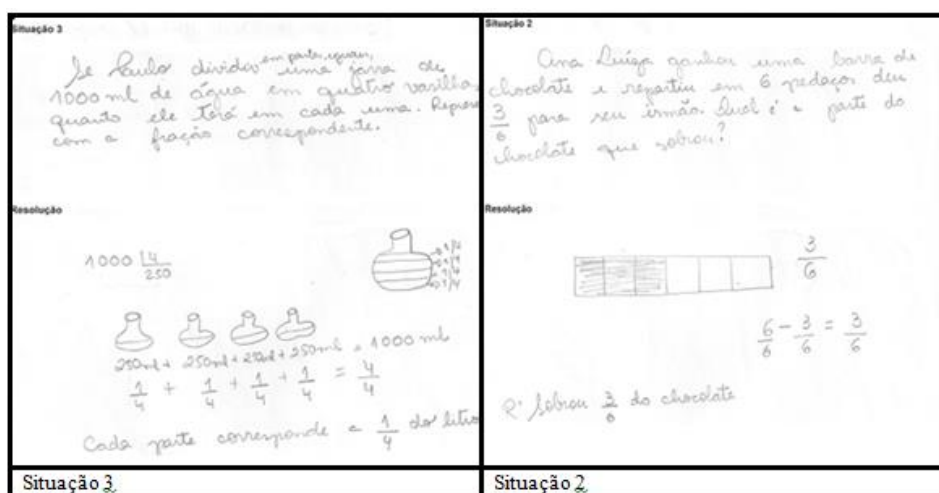 Situação 3
em partes iguais,
Se Paulo dividir uma jarra de
1000 ml de água em quatro vasilhas
quanto ele terá em cada uma. Repres
com a fração correspondente.
Resolução
1000 4
250
1/4
1/4
1/4
1/4
250ml + 250ml + 250ml + 250ml = 1000 ml
1/4 + 1/4 + 1/4 + 1/4 = 4/4
Cada parte corresponde a 1/4 do litro
Situação 3
Situação 2
Ana Luiza ganhou uma barra de
chocolate e repartiu em 6 pedaços deu
3/6 para seu irmão. Qual é a parte do
chocolate que sobrou?
Resolução
3/6
6/6 - 3/6 = 3/6
R: Sobrou 3/6 do chocolate
Situação 2